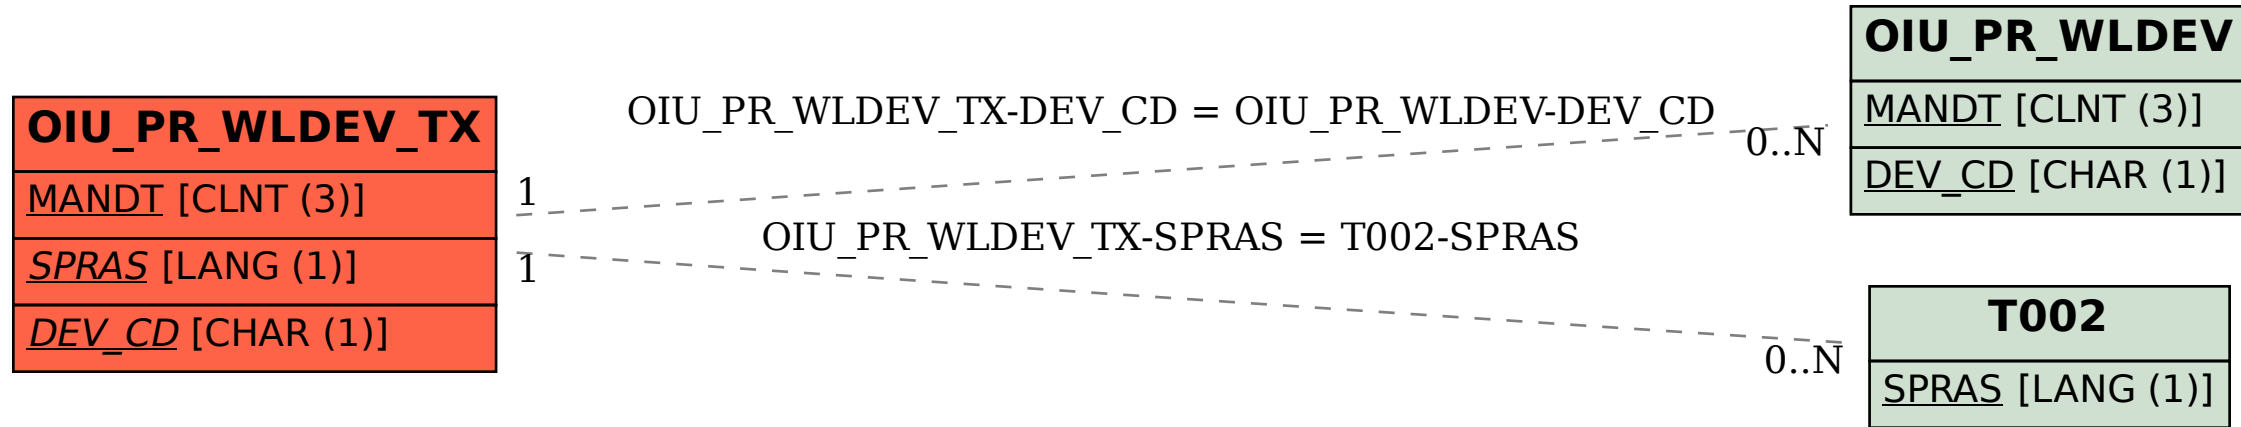 OIU_PR_WLDEV_TX
MANDT [CLNT (3)]
SPRAS [LANG (1)]
DEV_CD [CHAR (1)]
OIU_PR_WLDEV_TX-DEV_CD = OIU_PR_WLDEV-DEV_CD
1
0..N
OIU_PR_WLDEV_TX-SPRAS = T002-SPRAS
1
0..N
OIU_PR_WLDEV
MANDT [CLNT (3)]
DEV_CD [CHAR (1)]
T002
SPRAS [LANG (1)]